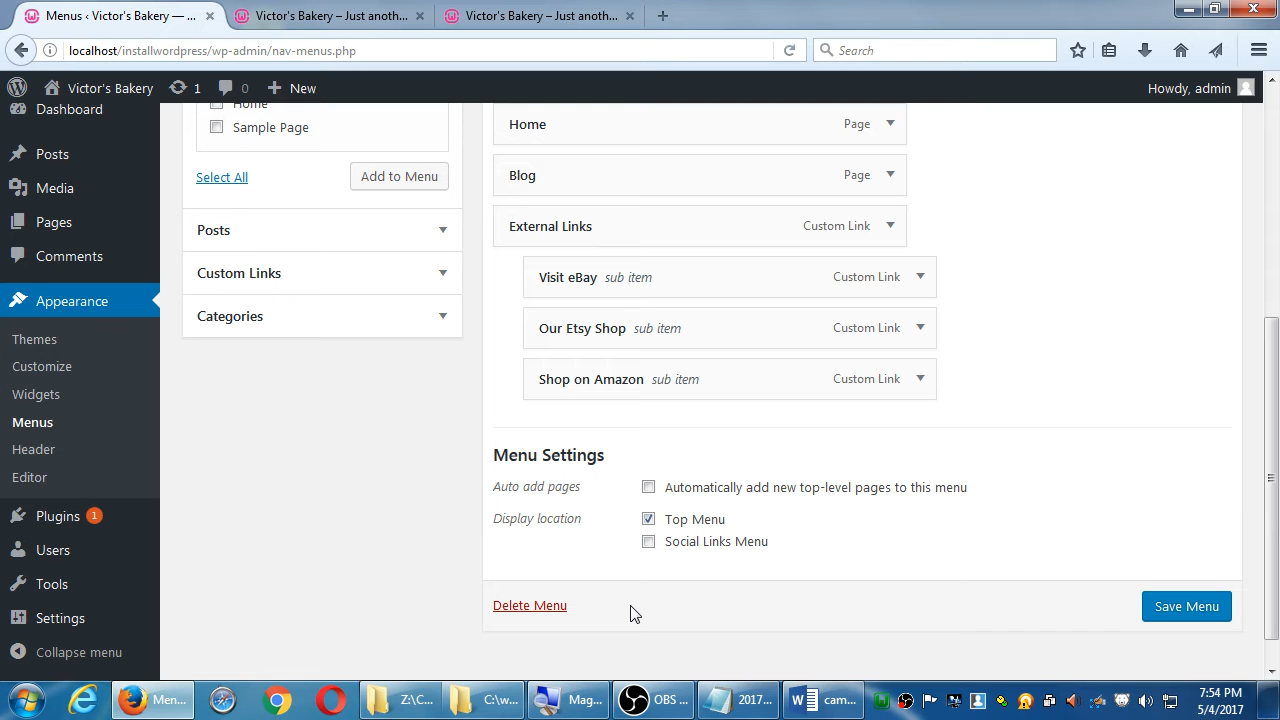 Menus ‹ Victor's Bakery — ...
Victor's Bakery – Just anoth...
Victor's Bakery – Just anoth...
localhost/installwordpress/wp-admin/nav-menus.php
Search
Victor's Bakery
1
0
New
Howdy, admin
Dashboard
Posts
Media
Pages
Comments
Appearance
Themes
Customize
Widgets
Menus
Header
Editor
Plugins 1
Users
Tools
Settings
Collapse menu
Home
Sample Page
Select All
Add to Menu
Posts
Custom Links
Categories
Home Page
Blog Page
External Links Custom Link
Visit eBay sub item Custom Link
Our Etsy Shop sub item Custom Link
Shop on Amazon sub item Custom Link
Menu Settings
Auto add pages Automatically add new top-level pages to this menu
Display location Top Menu
Social Links Menu
Delete Menu
Save Menu
Men...
Z:\C...
C:\w...
Mag...
OBS ...
2017...
cam...
7:54 PM
5/4/2017